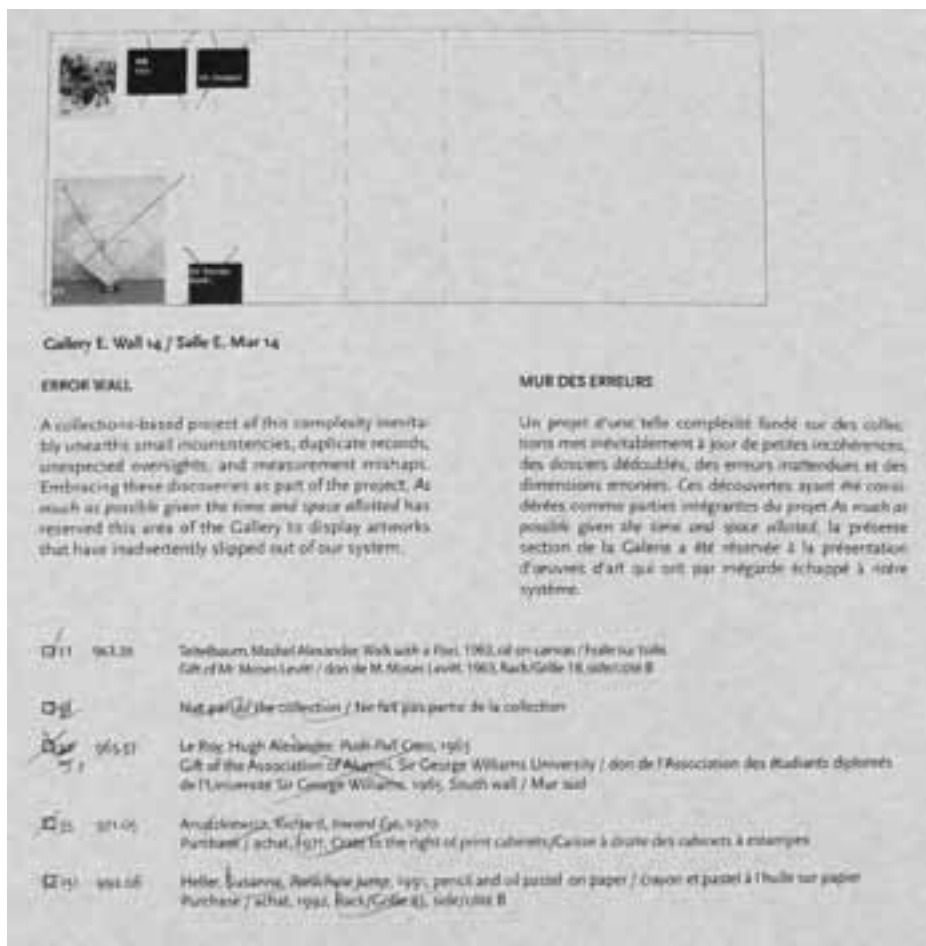 Gallery E. Wall 14 / Salle E. Mur 14
ERROR WALL
A collections-based project of this complexity inevita-
bly unearths small inconsistencies, duplicate records,
unexpected oversights, and measurement mishaps.
Embracing these discoveries as part of the project, As
much as possible given the time and space allotted has
reserved this area of the Gallery to display artworks
that have inadvertently slipped out of our system.
MUR DES ERREURS
Un projet d'une telle complexité fondé sur des collec-
tions met inévitablement à jour de petites incohérences,
des dossiers dédoublés, des erreurs inattendues et des
dimensions erronées. Ces découvertes ayant été consi-
dérées comme parties intégrantes du projet As much as
possible given the time and space allotted, la présente
section de la Galerie a été réservée à la présentation
d'œuvres d'art qui ont par mégarde échappé à notre
système.
Teitelbaum, Mashel Alexander, Walk with a 1963, oil on canvas / huile sur toile
Gift of Mr. Moses Levitt / don de M. Moses Levitt, 1963, Rack/Grille 18, side/côté B
Not part of the collection / Ne fait pas partie de la collection
965.57 Le Roy, Hugh Alexander, Push-Pull 1965
Gift of the Association of Alumni, Sir George Williams University / don de l'Association des étudiants diplômés
de l'Université Sir George Williams, 1965, South wall / Mur sud
35 971.05 Richard, Inward Eye, 1970
Purchase / achat, 1971, Crate to the right of print cabinets/Caisse à droite des cabinets à estampes
992.08 Heller, Susanna, jump, 1991, pencil and oil pastel on paper / crayon et pastel à l'huile sur papier
Purchase / achat, 1992, Rack/Grille side/côté B